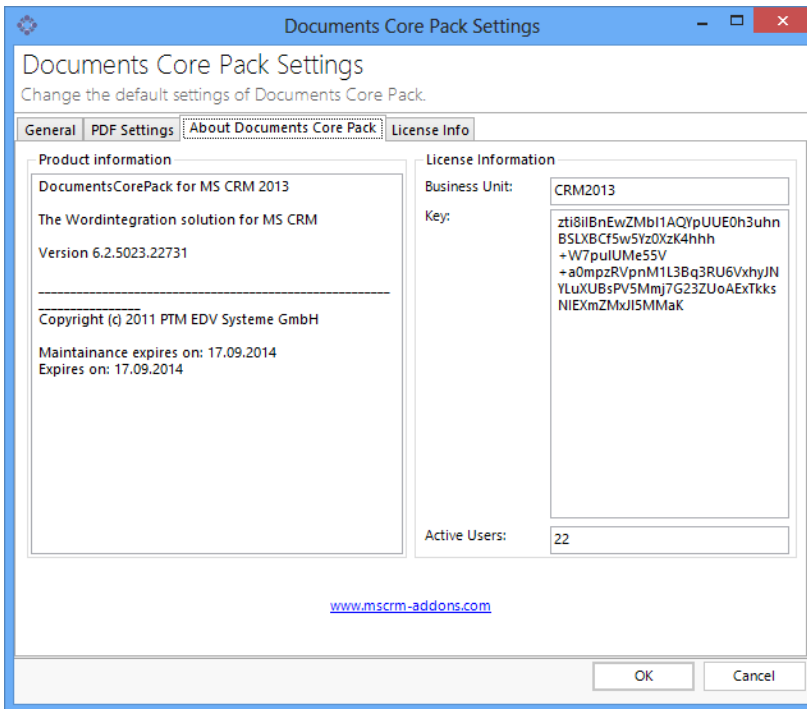 Documents Core Pack Settings
Documents Core Pack Settings
Change the default settings of Documents Core Pack.
General
PDF Settings
About Documents Core Pack
License Info
Product information
DocumentsCorePack for MS CRM 2013
The Wordintegration solution for MS CRM
Version 6.2.5023.22731
Copyright (c) 2011 PTM EDV Systeme GmbH
Maintainance expires on: 17.09.2014
Expires on: 17.09.2014
License Information
Business Unit:
CRM2013
Key:
zti8iIBnEwZMbI1AQYpUUE0h3uhn
BSLXBCf5w5Yz0XzK4hhh
+W7puIUMe55V
+a0mpzRVpnM1L3Bq3RU6VxhyJN
YLuXUBsPV5Mmj7G23ZUoAExTkks
NIEXmZMxJI5MMaK
Active Users:
22
www.mscrm-addons.com
OK
Cancel